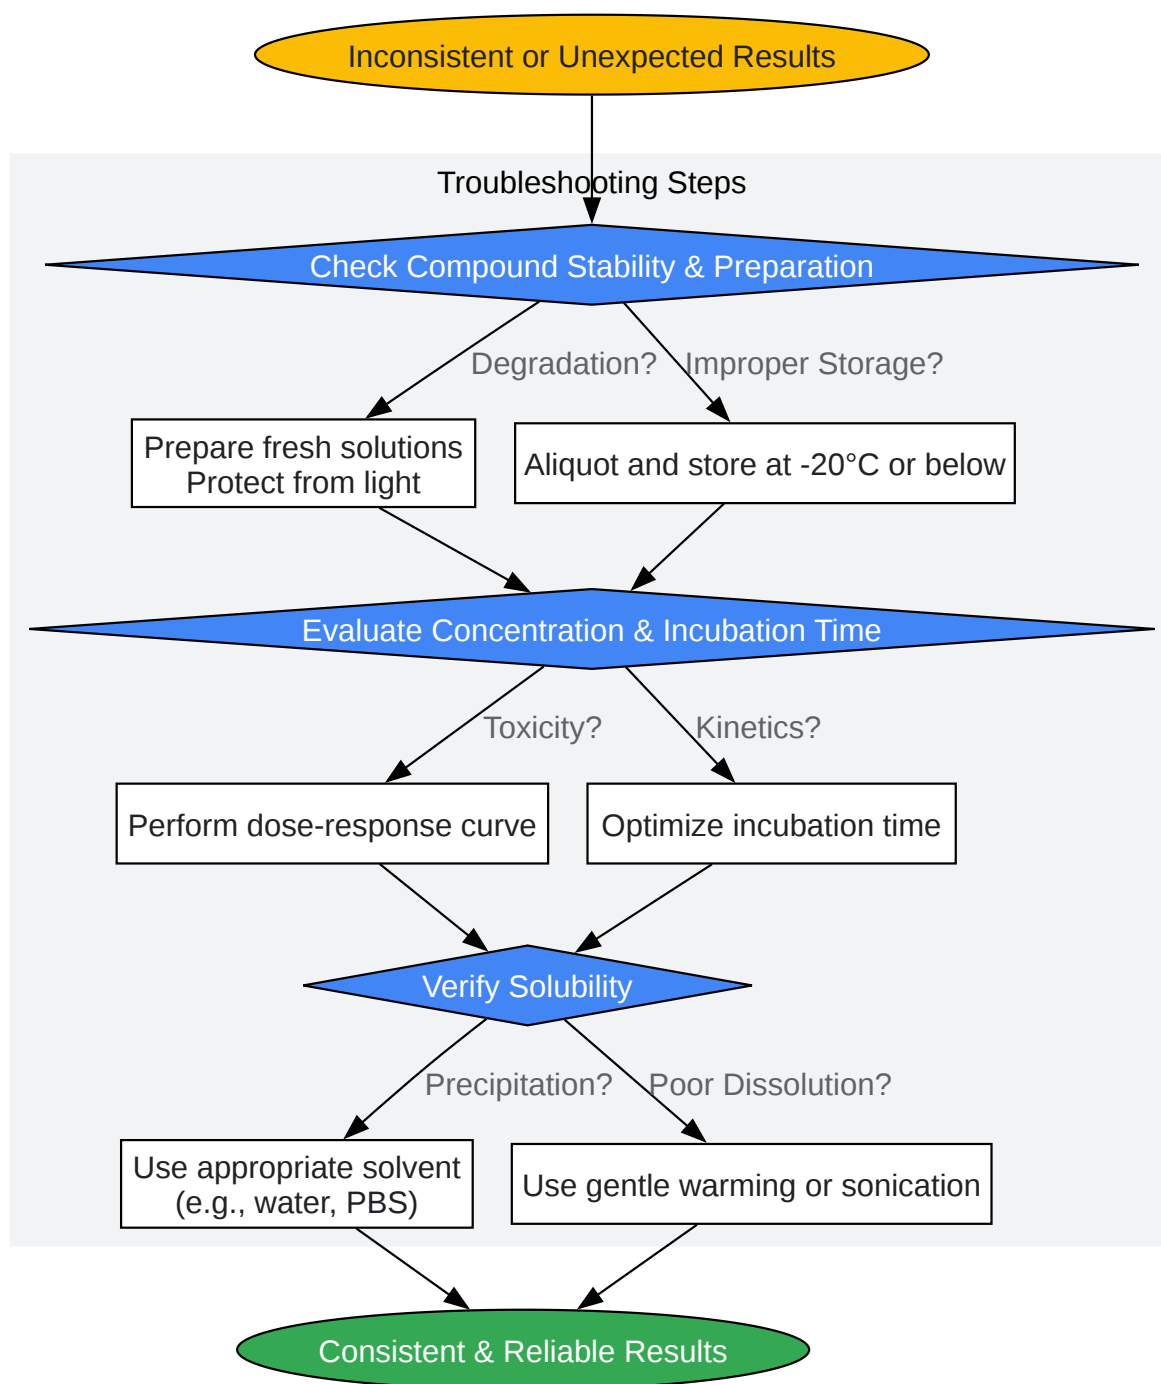 Inconsistent or Unexpected Results
Troubleshooting Steps
Check Compound Stability & Preparation
Degradation?
Improper Storage?
Prepare fresh solutions
Protect from light
Aliquot and store at -20°C or below
Evaluate Concentration & Incubation Time
Toxicity?
Kinetics?
Perform dose-response curve
Optimize incubation time
Verify Solubility
Precipitation?
Poor Dissolution?
Use appropriate solvent
(e.g., water, PBS)
Use gentle warming or sonication
Consistent & Reliable Results